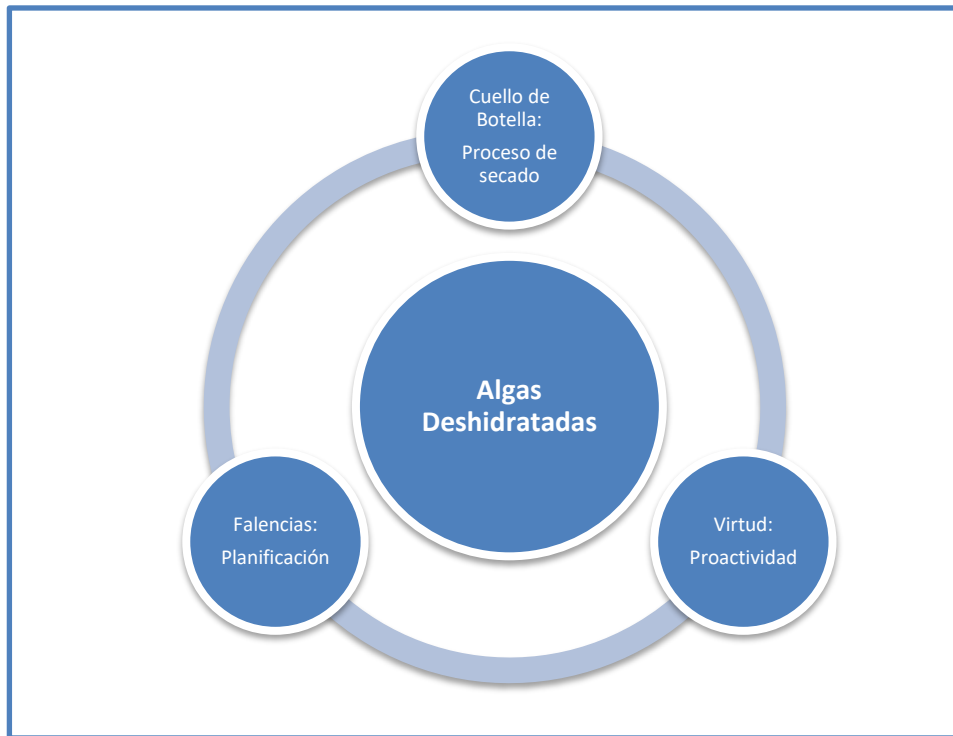 Cuello de
Botella:
Proceso de
secado
Algas
Deshidratadas
Falencias:
Planificación
Virtud:
Proactividad